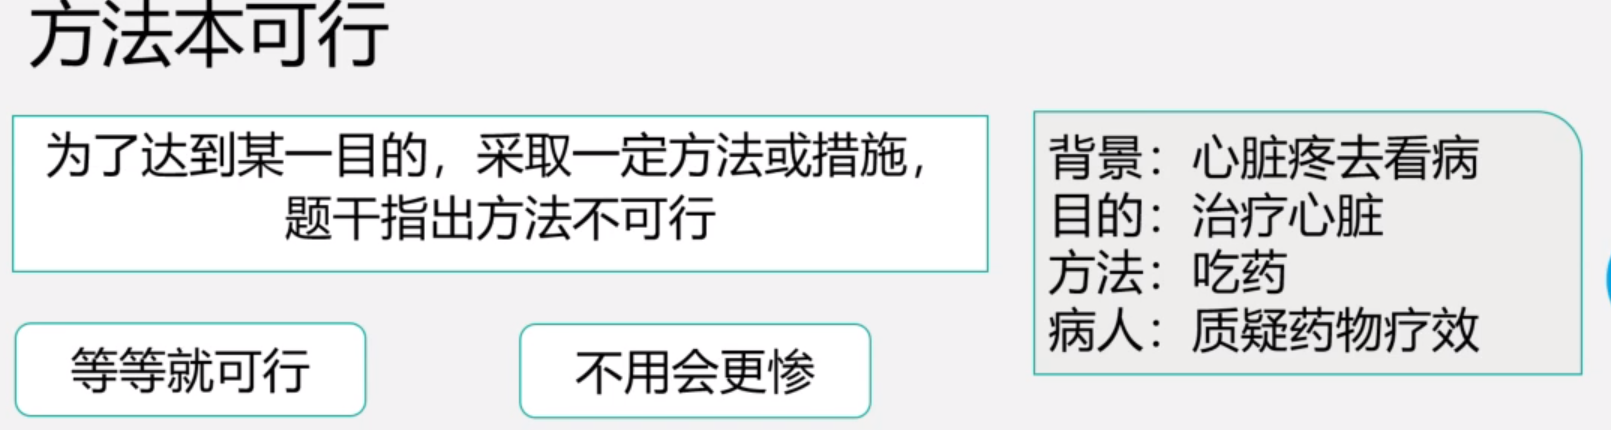 方法本可行
为了达到某一目的，采取一定方法或措施，
题干指出方法不可行
等等就可行
不用会更惨
背景：心脏疼去看病
目的：治疗心脏
方法：吃药
病人：质疑药物疗效